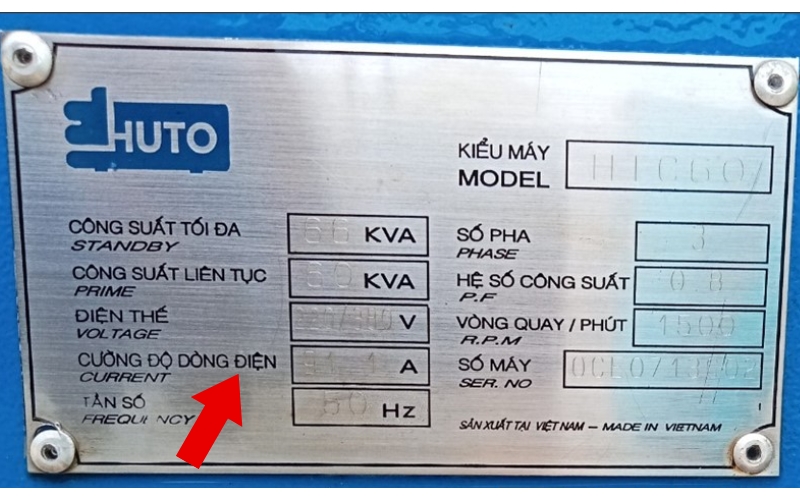 HUTO
KIỂU MÁY
MODEL HTC60
CÔNG SUẤT TỐI ĐA 66 KVA
STANDBY
SỐ PHA 3
PHASE
CÔNG SUẤT LIÊN TỤC 60 KVA
PRIME
HỆ SỐ CÔNG SUẤT 0.8
P.F
ĐIỆN THẾ V
VOLTAGE
VÒNG QUAY / PHÚT 1500
R.P.M
CƯỜNG ĐỘ DÒNG ĐIỆN A
CURRENT
SỐ MÁY
SER. NO
TẦN SỐ 50 Hz
FREQUENCY
SẢN XUẤT TẠI VIỆT NAM – MADE IN VIETNAM